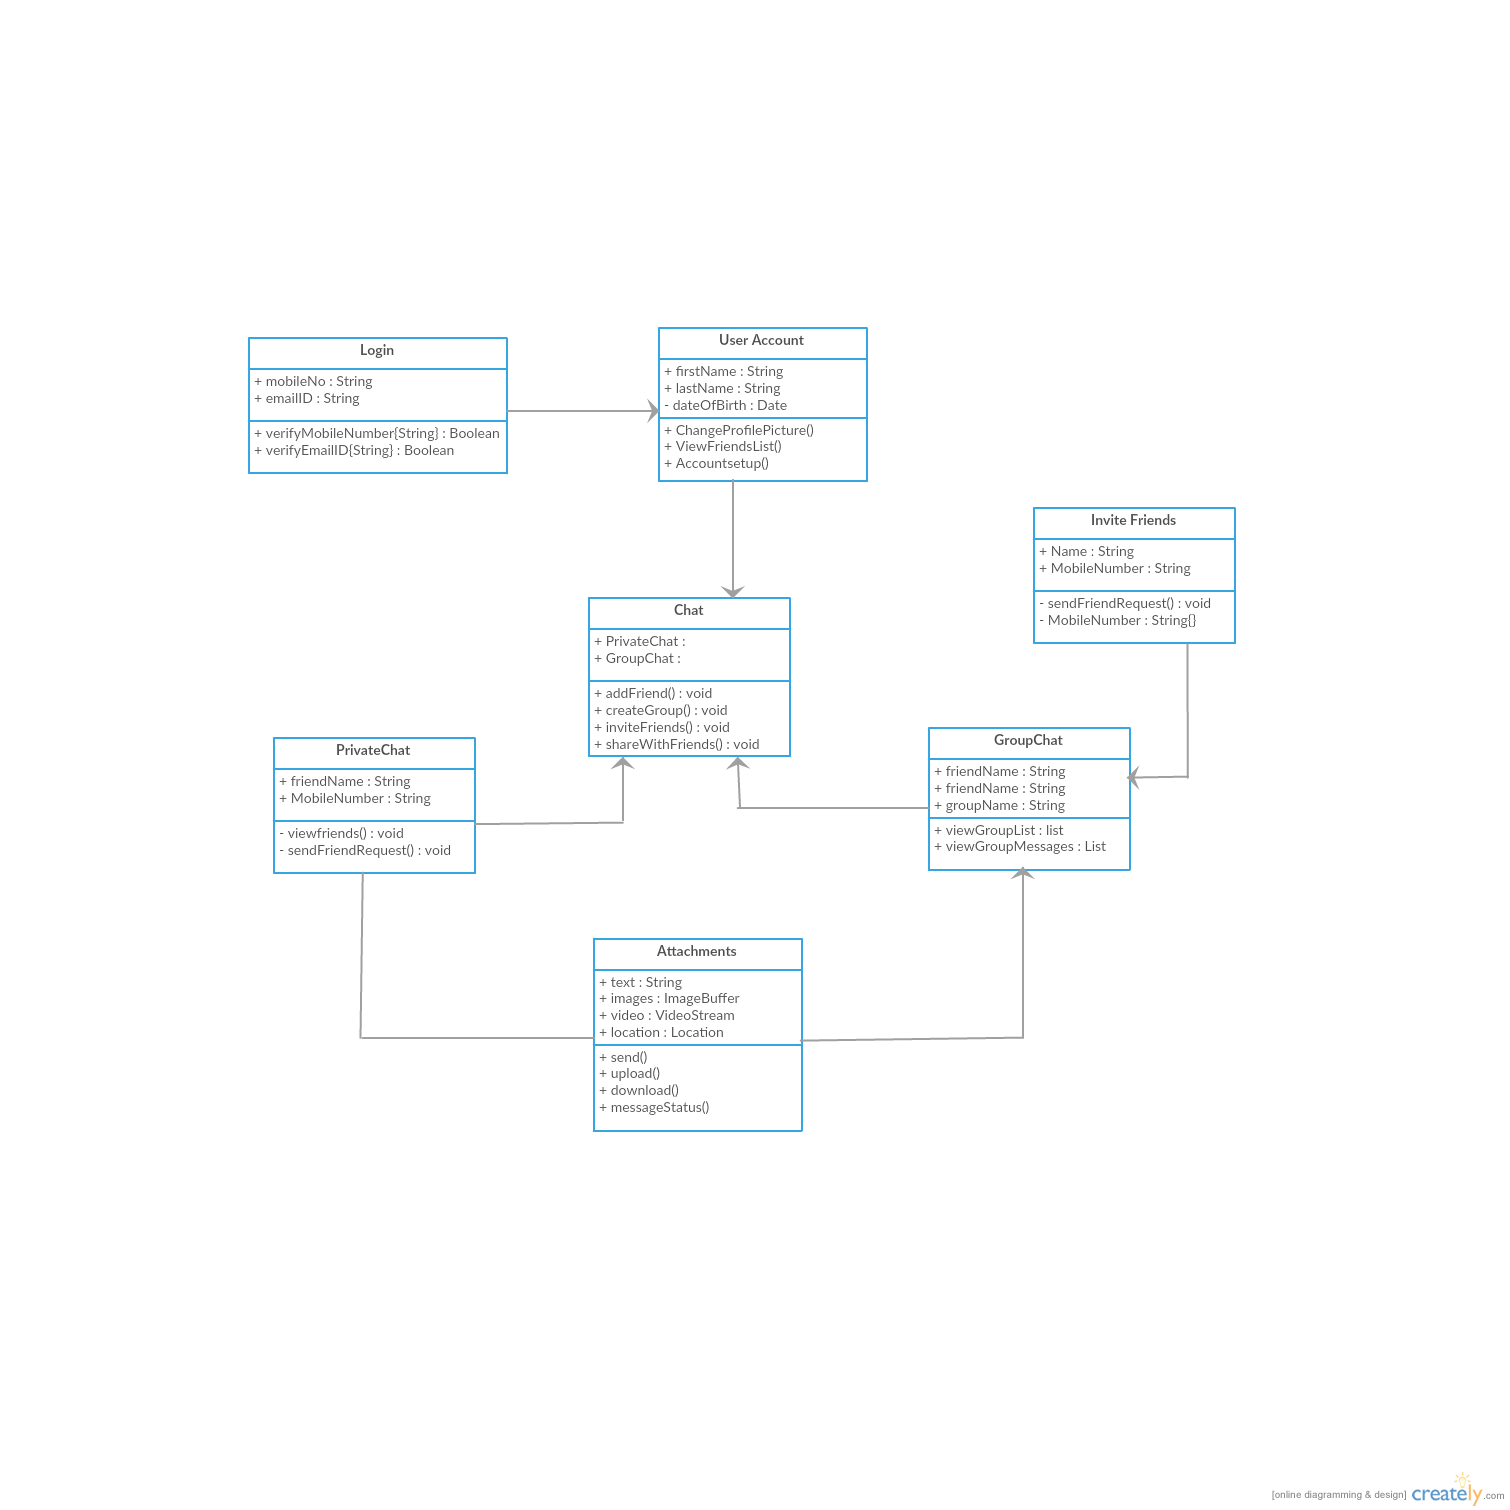 Login
+ mobileNo : String
+ emailID : String
+ verifyMobileNumber{String} : Boolean
+ verifyEmailID{String} : Boolean
User Account
+ firstName : String
+ lastName : String
- dateOfBirth : Date
+ ChangeProfilePicture()
+ ViewFriendsList()
+ Accountsetup()
Invite Friends
+ Name : String
+ MobileNumber : String
- sendFriendRequest() : void
- MobileNumber : String{}
Chat
+ PrivateChat :
+ GroupChat :
+ addFriend() : void
+ createGroup() : void
+ inviteFriends() : void
+ shareWithFriends() : void
PrivateChat
+ friendName : String
+ MobileNumber : String
- viewfriends() : void
- sendFriendRequest() : void
GroupChat
+ friendName : String
+ friendName : String
+ groupName : String
+ viewGroupList : list
+ viewGroupMessages : List
Attachments
+ text : String
+ images : ImageBuffer
+ video : VideoStream
+ location : Location
+ send()
+ upload()
+ download()
+ messageStatus()
[online diagramming & design] creately.com